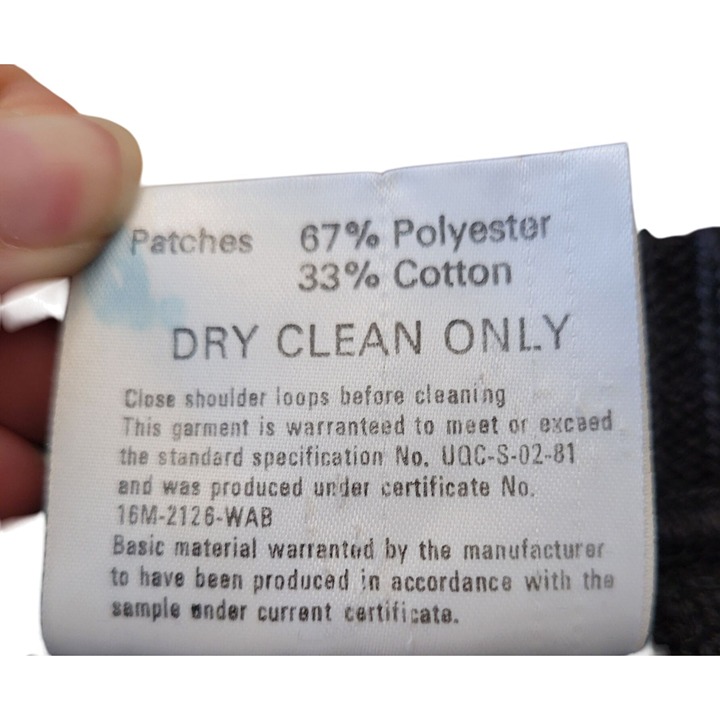 Patches 67% Polyester
33% Cotton
DRY CLEAN ONLY
Close shoulder loops before cleaning
This garment is warranteed to meet or exceed
the standard specification No. UQC-S-02-81
and was produced under certificate No.
16M-2126-WAB
Basic material warranted by the manufacturer
to have been produced in accordance with the
sample under current certificate.